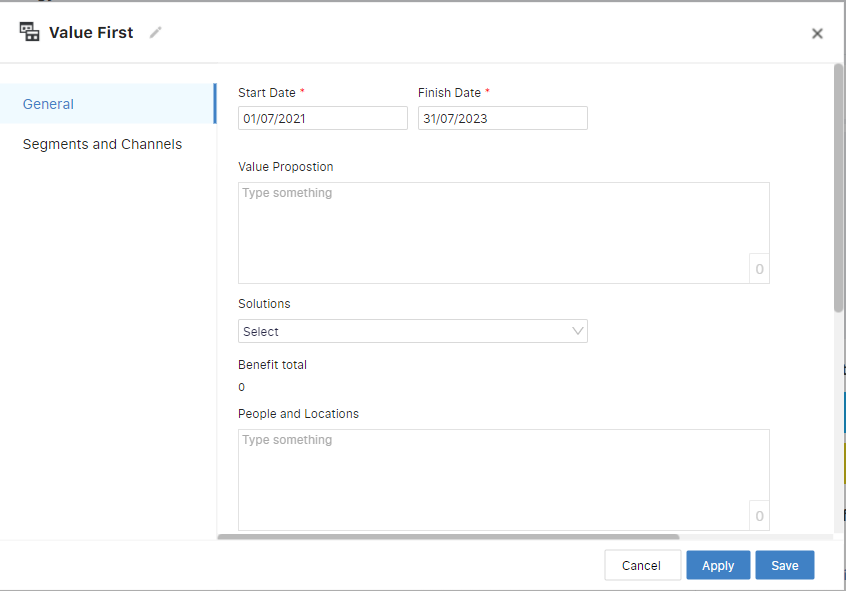 Value First
General
Segments and Channels
Start Date *
Finish Date *
01/07/2021
31/07/2023
Value Propostion
Type something
0
Solutions
Select
Benefit total
0
People and Locations
Type something
0
Cancel
Apply
Save